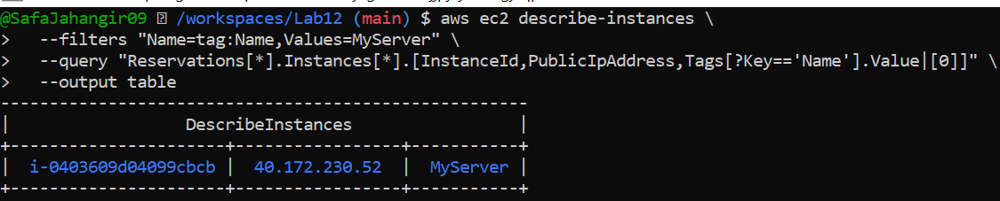 @SafaJahangir09 /workspaces/Lab12 (main) $ aws ec2 describe-instances \
>   --filters "Name=tag:Name,Values=MyServer" \
>   --query "Reservations[*].Instances[*].[InstanceId,PublicIpAddress,Tags[?Key=='Name'].Value|[0]]" \
>   --output table
-----------------------------------------------------
|                 DescribeInstances                 |
+----------------------+-----------------+-----------+
|  i-0403609d04099cbcb |  40.172.230.52  |  MyServer |
+----------------------+-----------------+-----------+